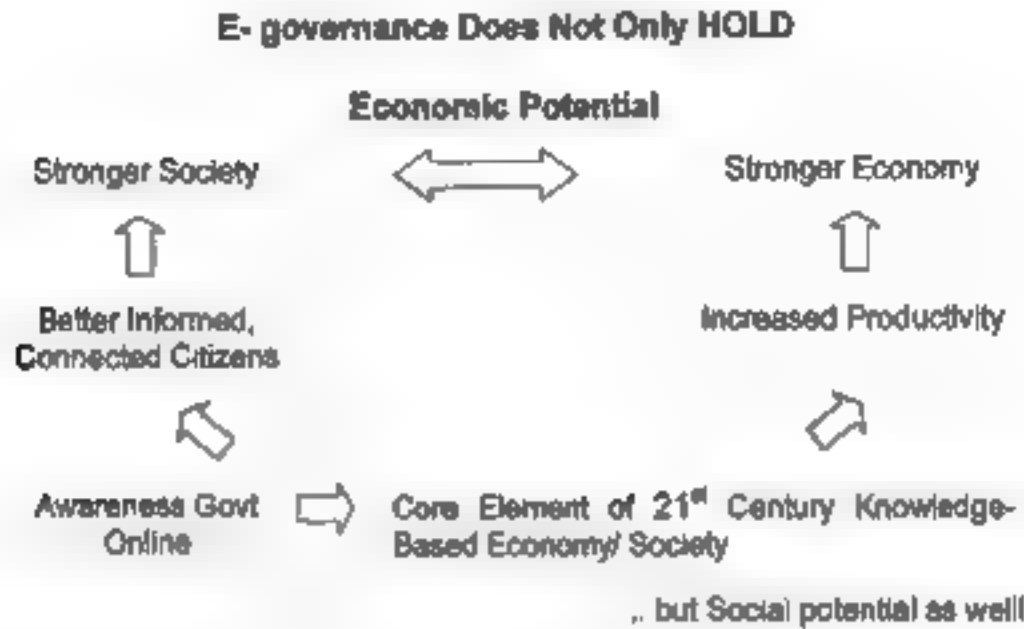 E- governance Does Not Only HOLD
Economic Potential
Stronger Society
Stronger Economy
Better Informed,
Connected Citizens
Increased Productivity
Awareness Govt
Online
Core Element of 21st Century Knowledge-
Based Economy/ Society
.. but Social potential as well!